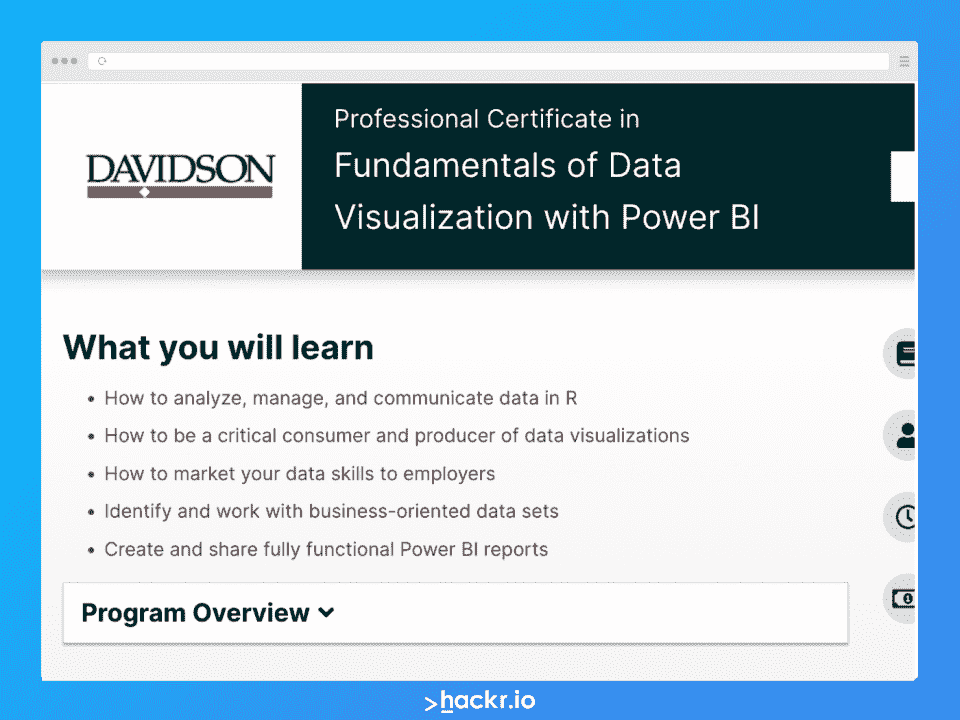 DAVIDSON
Professional Certificate in
Fundamentals of Data
Visualization with Power BI
What you will learn
• How to analyze, manage, and communicate data in R
• How to be a critical consumer and producer of data visualizations
• How to market your data skills to employers
• Identify and work with business-oriented data sets
• Create and share fully functional Power BI reports
Program Overview
>hackr.io